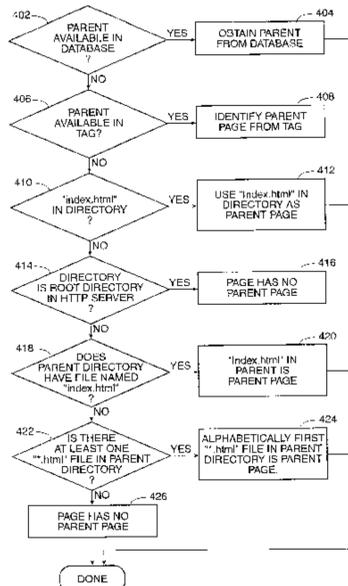 402
PARENT
AVAILABLE IN
DATABASE
?
YES
404
OBTAIN PARENT
FROM DATABASE
NO
406
PARENT
AVAILABLE IN
TAG?
YES
408
IDENTIFY PARENT
PAGE FROM TAG
NO
410
"index.html"
IN DIRECTORY
?
YES
412
USE "index.html" IN
DIRECTORY AS
PARENT PAGE
NO
414
DIRECTORY
IS ROOT DIRECTORY
IN HTTP SERVER
?
YES
416
PAGE HAS NO
PARENT PAGE
NO
418
DOES
PARENT DIRECTORY
HAVE FILE NAMED
"index.html"
?
YES
420
"index.html" IN
PARENT IS
PARENT PAGE
NO
422
IS THERE
AT LEAST ONE
"*.html" FILE IN PARENT
DIRECTORY
?
YES
424
ALPHABETICALLY FIRST
"*.html" FILE IN PARENT
DIRECTORY IS PARENT
PAGE.
NO
426
PAGE HAS NO
PARENT PAGE
DONE